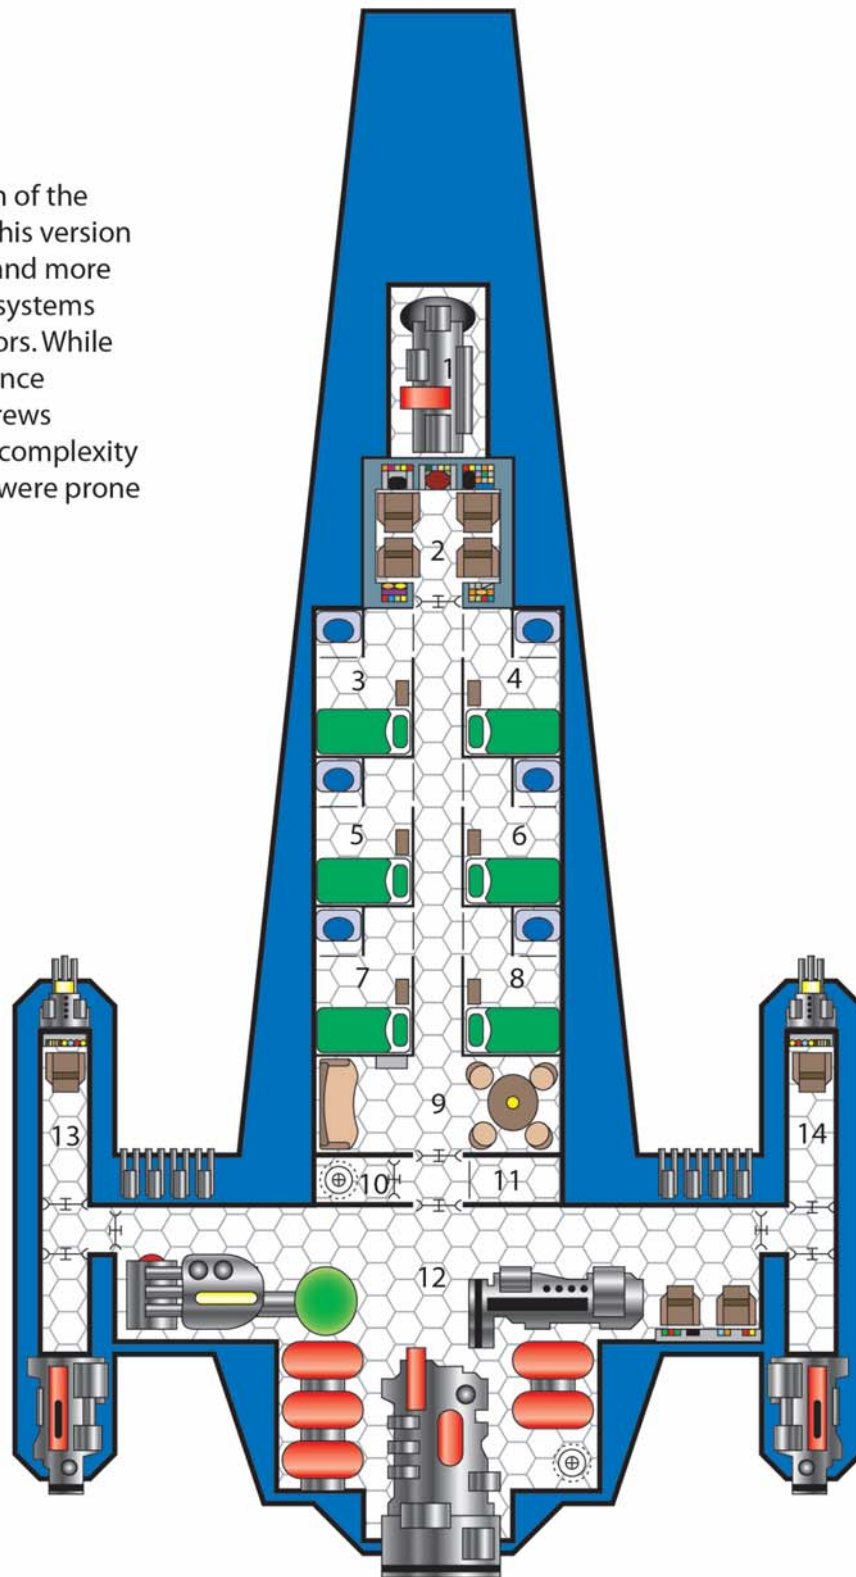 n of the
his version
and more
systems
ors. While
nce
rews
complexity
were prone
1
2
3
4
5
6
7
8
9
10
11
12
13
14